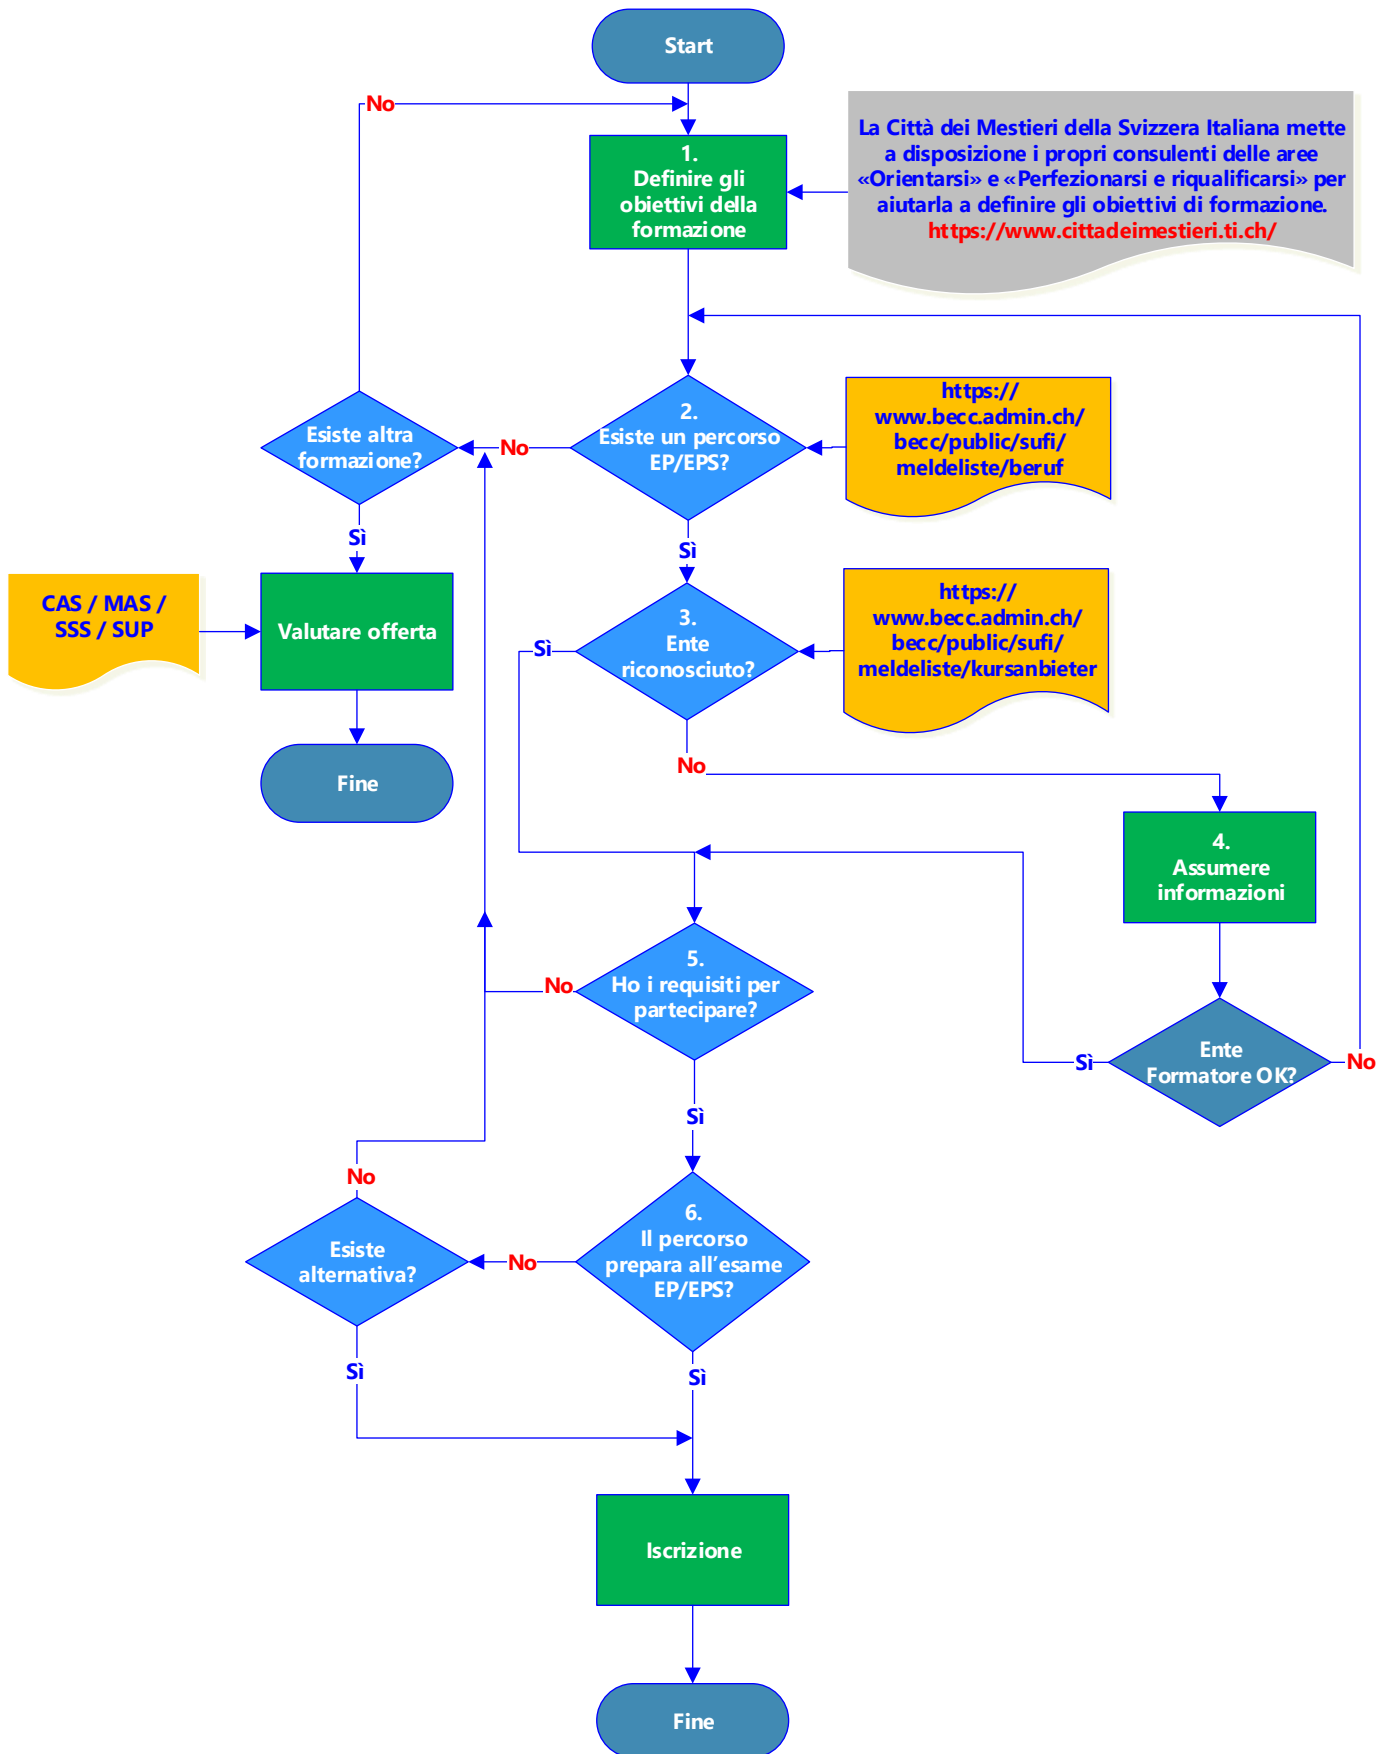 Start
No
La Città dei Mestieri della Svizzera Italiana mette
a disposizione i propri consulenti delle aree
«Orientarsi» e «Perfezionarsi e riqualificarsi» per
aiutarla a definire gli obiettivi di formazione.
https://www.cittadeimestieri.ti.ch/
1.
Definire gli
obiettivi della
formazione
2.
Esiste un percorso
EP/EPS?
https://
www.becc.admin.ch/
becc/public/sufi/
meldeliste/beruf
No
Esiste altra
formazione?
Sì
Sì
CAS / MAS /
SSS / SUP
Valutare offerta
Fine
3.
Ente
riconosciuto?
https://
www.becc.admin.ch/
becc/public/sufi/
meldeliste/kursanbieter
Sì
No
4.
Assumere
informazioni
Ente
Formatore OK?
Sì
No
5.
Ho i requisiti per
partecipare?
No
Sì
6.
Il percorso
prepara all’esame
EP/EPS?
No
Esiste
alternativa?
No
Sì
Sì
Iscrizione
Fine